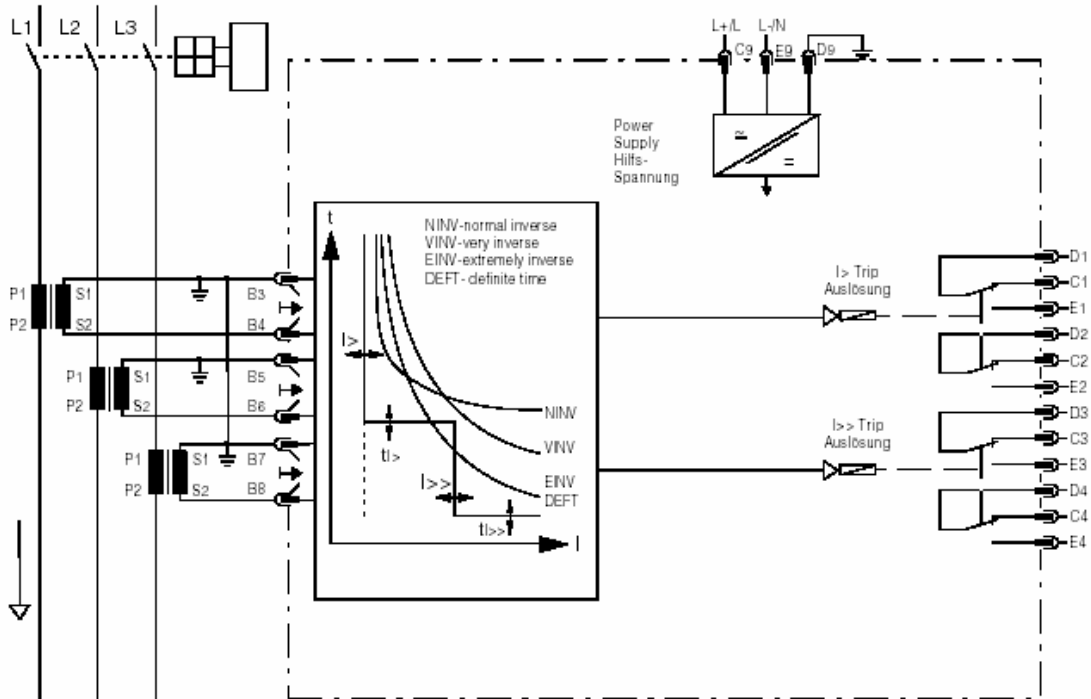 L1 L2 L3
L+/L L-/N
C9 E9 D9
Power
Supply
Hilfs-
Spannung
~
=
t
NINV-normal inverse
VINV-very inverse
EINV-extremely inverse
DEFT- definite time
I>
tI>
I>>
tI>>
NINV
VINV
EINV
DEFT
I
P1 S1
P2 S2
B3
B4
P1 S1
P2 S2
B5
B6
P1 S1
P2 S2
B7
B8
I> Trip
Auslösung
I>> Trip
Auslösung
D1
C1
E1
D2
C2
E2
D3
C3
E3
D4
C4
E4